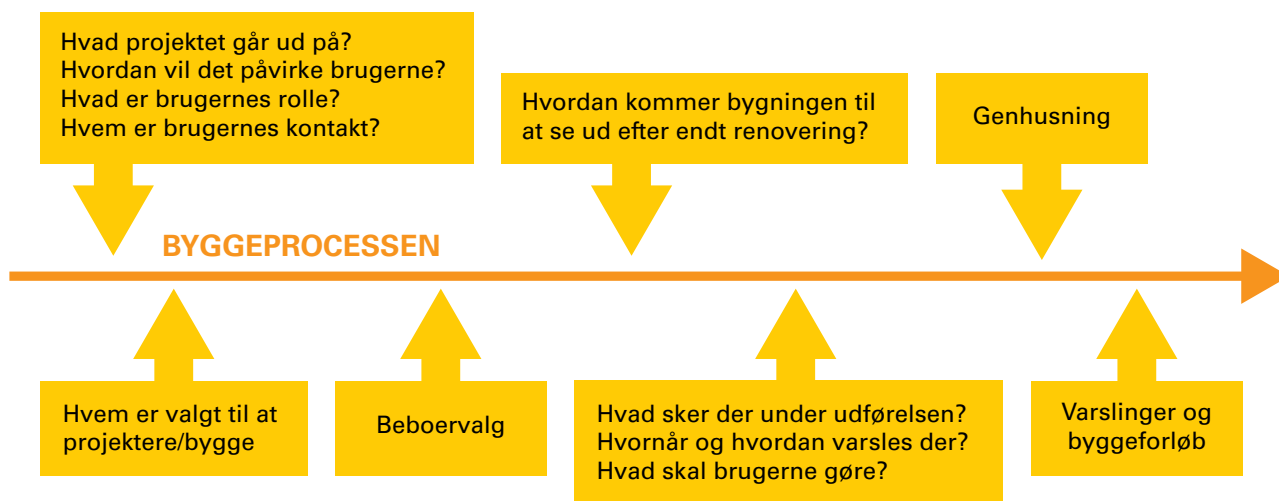 Hvad projektet går ud på?
Hvordan vil det påvirke brugerne?
Hvad er brugernes rolle?
Hvem er brugernes kontakt?
Hvordan kommer bygningen til
at se ud efter endt renovering?
Genhusning
BYGGEPROCESSEN
Hvem er valgt til at
projektere/bygge
Beboervalg
Hvad sker der under udførelsen?
Hvornår og hvordan varsles der?
Hvad skal brugerne gøre?
Varslinger og
byggeforløb